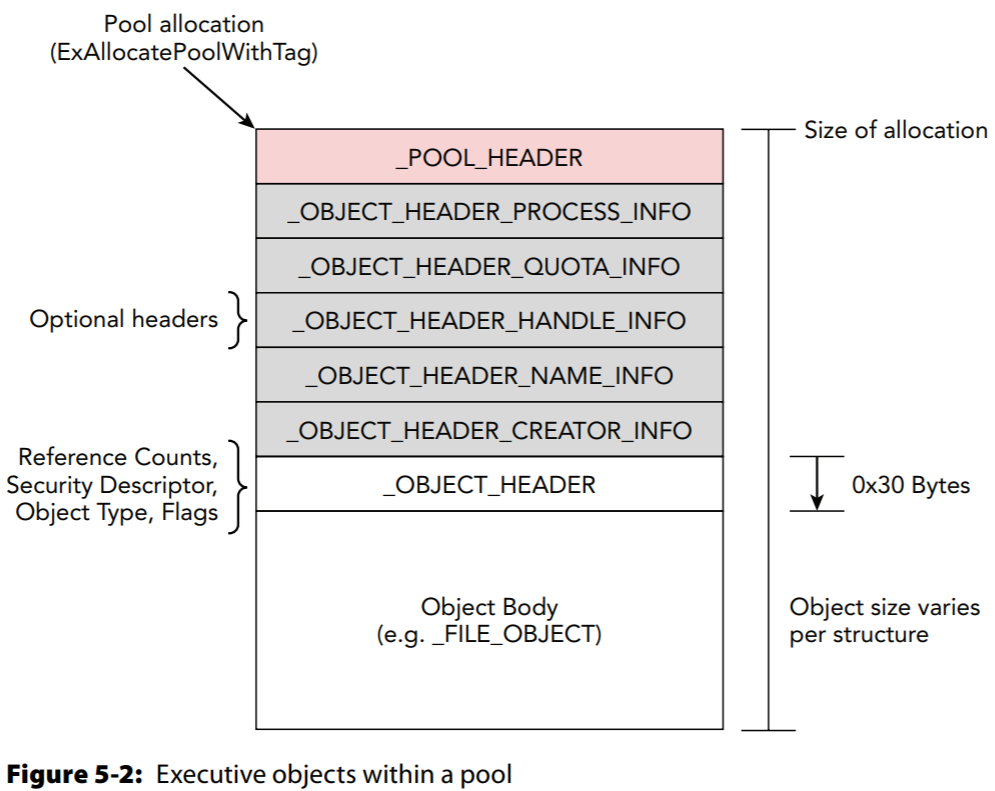 Pool allocation
(ExAllocatePoolWithTag)
Size of allocation
_POOL_HEADER
_OBJECT_HEADER_PROCESS_INFO
_OBJECT_HEADER_QUOTA_INFO
Optional headers
_OBJECT_HEADER_HANDLE_INFO
_OBJECT_HEADER_NAME_INFO
_OBJECT_HEADER_CREATOR_INFO
Reference Counts,
Security Descriptor,
Object Type, Flags
_OBJECT_HEADER
0x30 Bytes
Object Body
(e.g. _FILE_OBJECT)
Object size varies
per structure
Figure 5-2: Executive objects within a pool